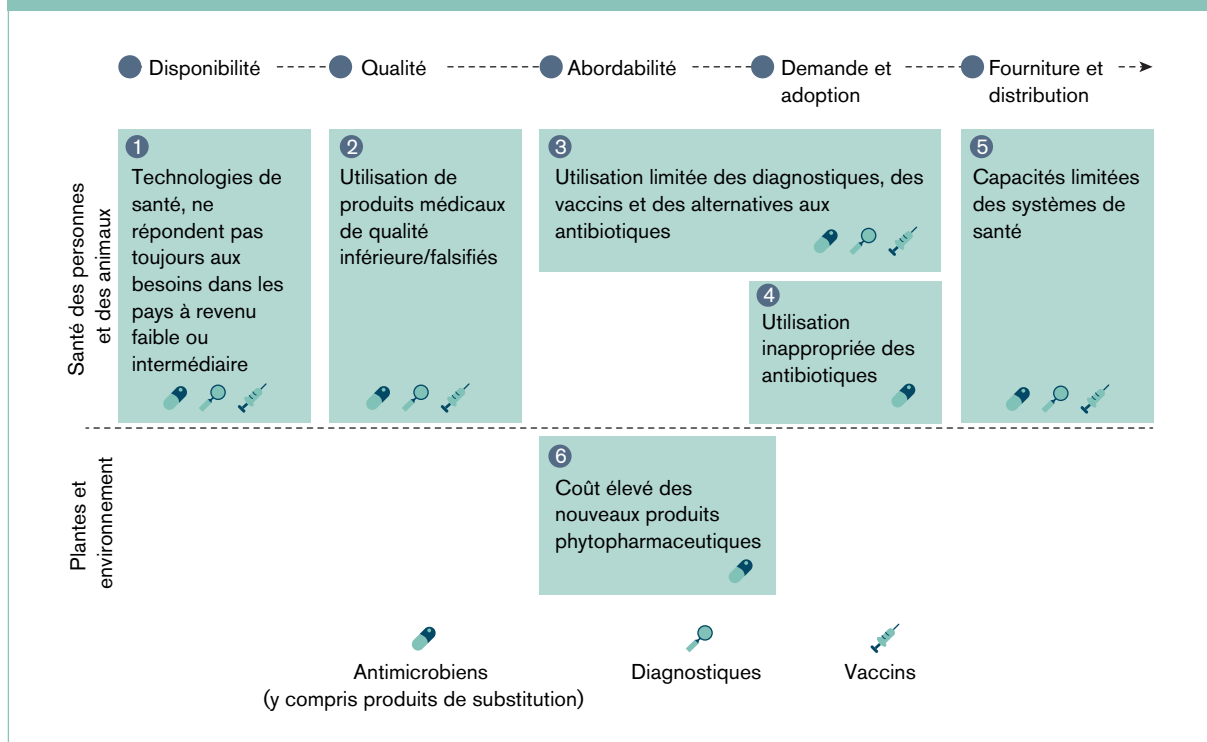 Disponibilité
Qualité
Abordabilité
Demande et
adoption
Fourniture et
distribution
Santé des personnes
et des animaux
1
Technologies de
santé, ne
répondent pas
toujours aux
besoins dans les
pays à revenu
faible ou
intermédiaire
2
Utilisation de
produits médicaux
de qualité
inférieure/falsifiés
3
Utilisation limitée des diagnostiques, des
vaccins et des alternatives aux
antibiotiques
4
Utilisation
inappropriée des
antibiotiques
5
Capacités limitées
des systèmes de
santé
Plantes et
environnement
6
Coût élevé des
nouveaux produits
phytopharmaceutiques
Antimicrobiens
(y compris produits de substitution)
Diagnostiques
Vaccins